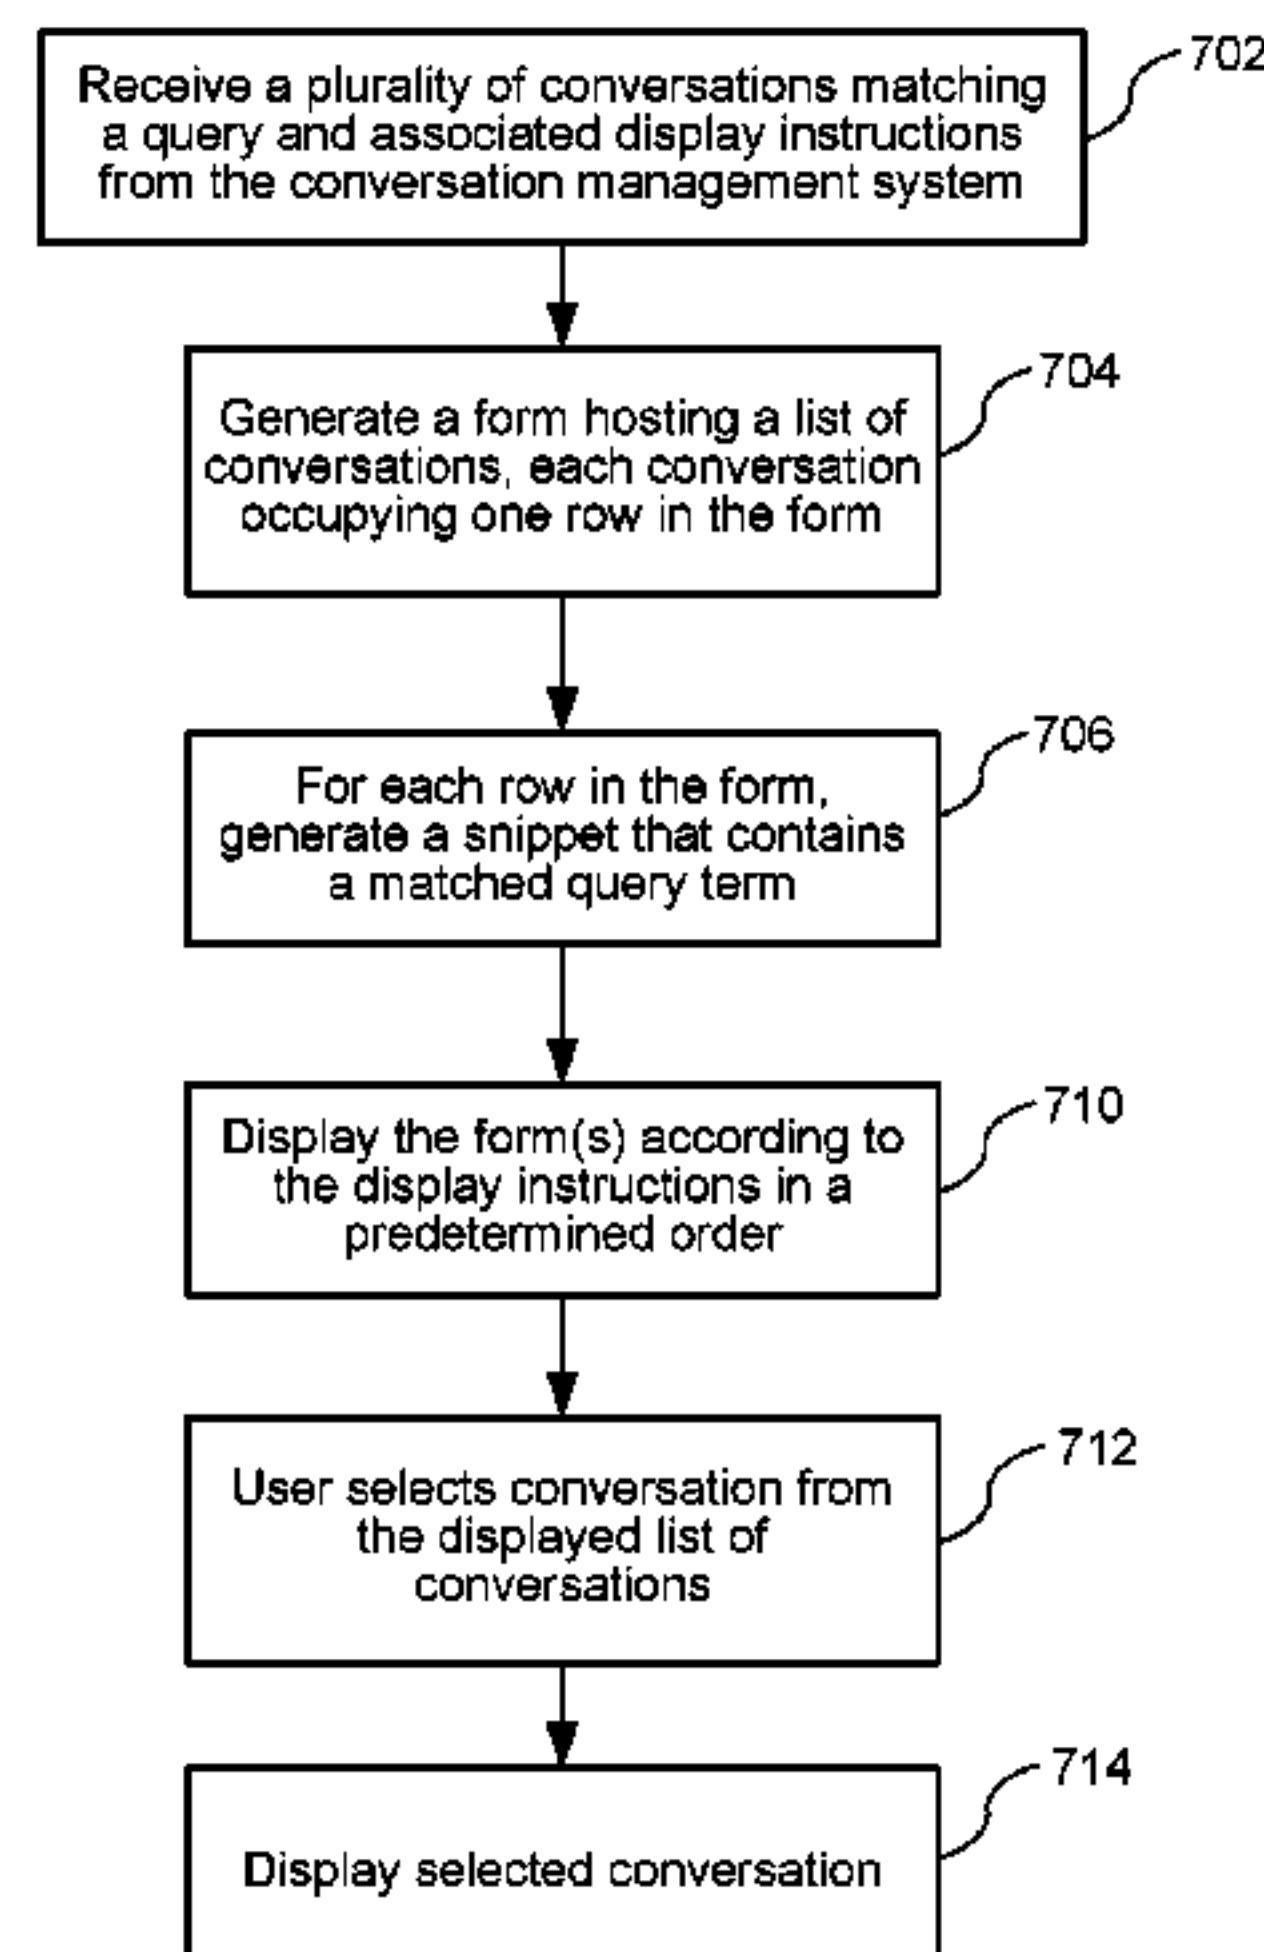 702
Receive a plurality of conversations matching
a query and associated display instructions
from the conversation management system
704
Generate a form hosting a list of
conversations, each conversation
occupying one row in the form
706
For each row in the form,
generate a snippet that contains
a matched query term
710
Display the form(s) according to
the display instructions in a
predetermined order
712
User selects conversation from
the displayed list of
conversations
714
Display selected conversation